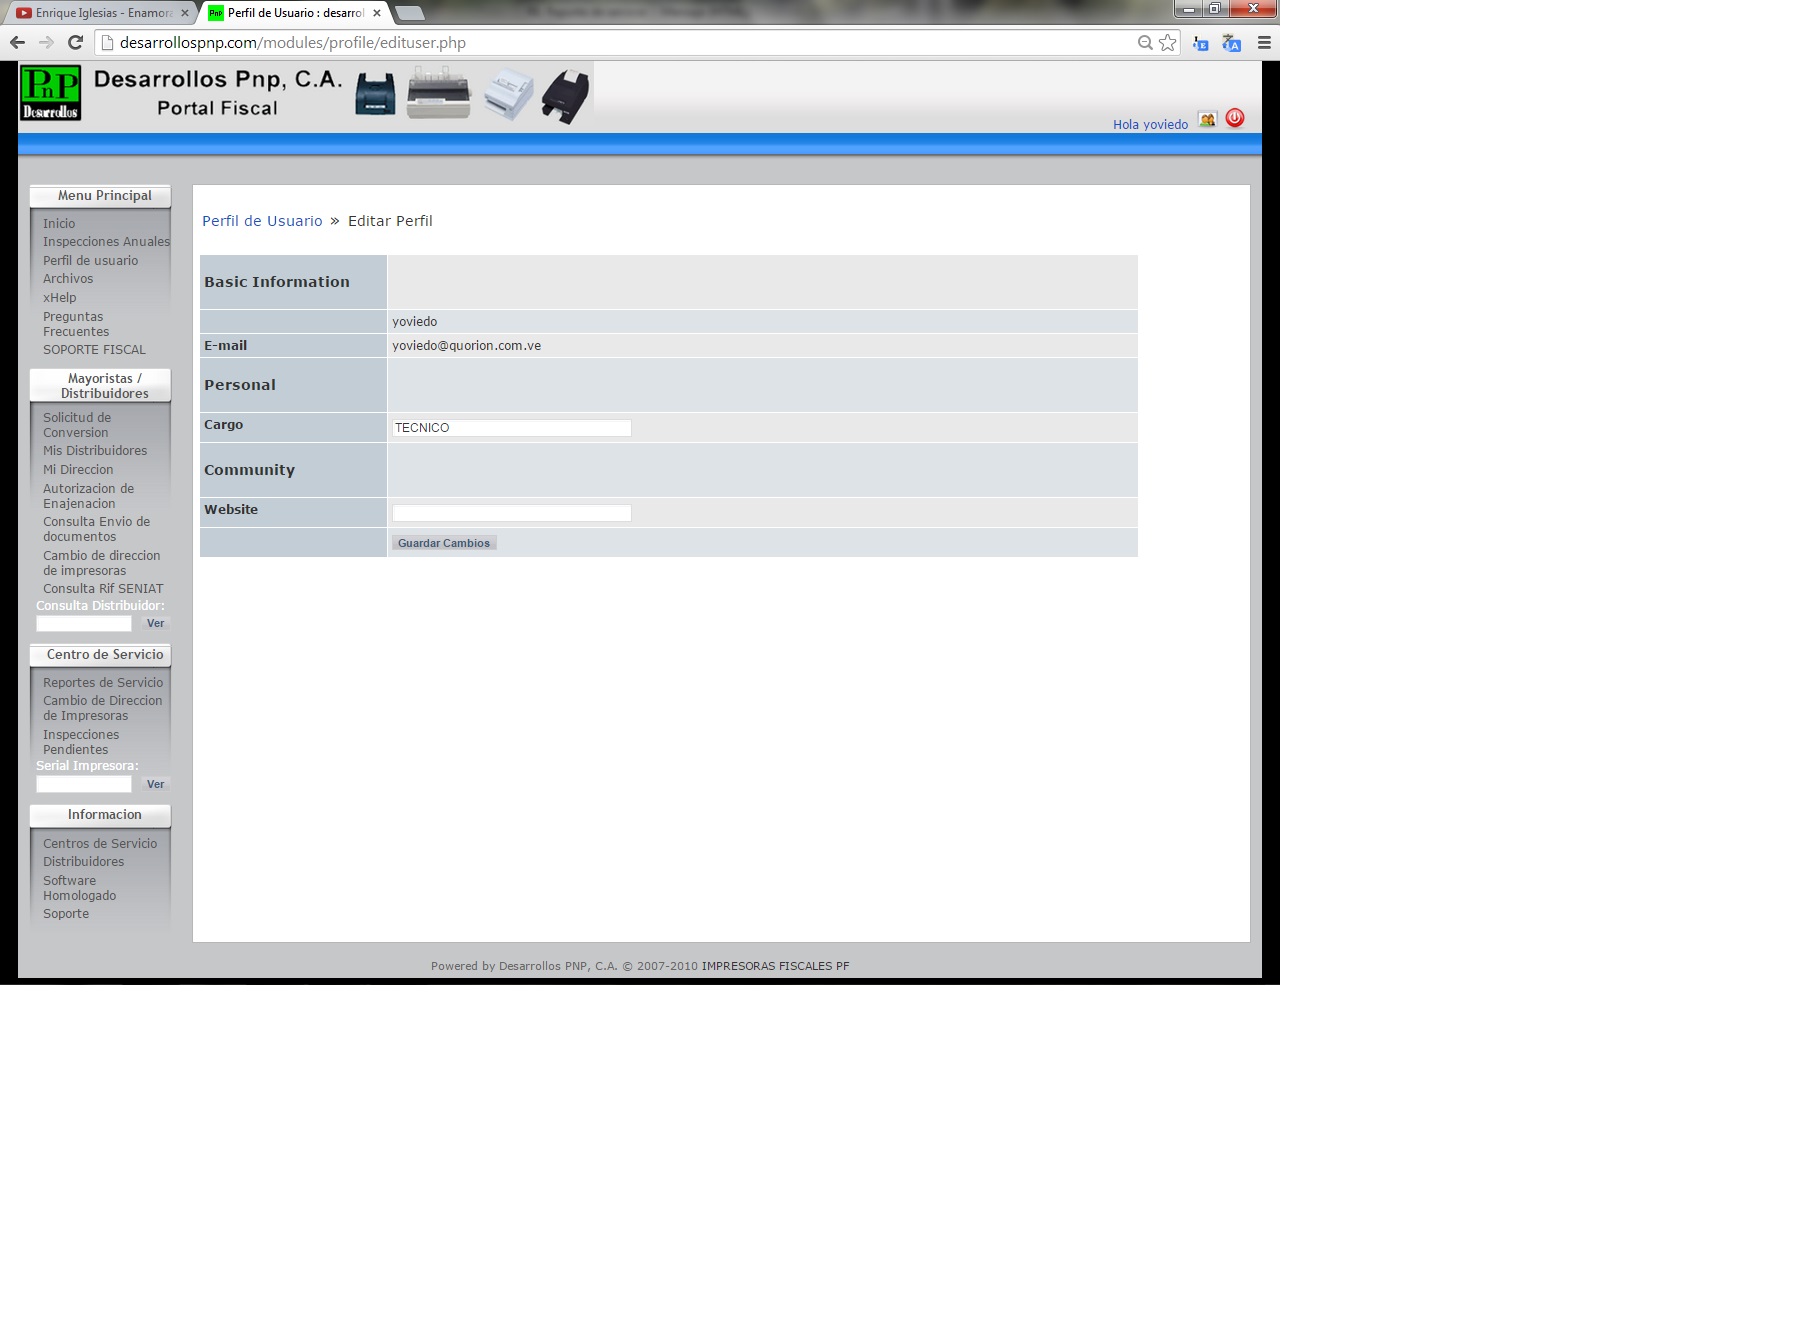 Enrique Iglesias - Enamora
Perfil de Usuario : desarrol
desarrollospnp.com/modules/profile/edituser.php
PnP
Desarrollos
Desarrollos Pnp, C.A.
Portal Fiscal
Hola yoviedo
Menu Principal
Inicio
Inspecciones Anuales
Perfil de usuario
Archivos
xHelp
Preguntas
Frecuentes
SOPORTE FISCAL
Mayoristas /
Distribuidores
Solicitud de
Conversion
Mis Distribuidores
Mi Direccion
Autorizacion de
Enajenacion
Consulta Envio de
documentos
Cambio de direccion
de impresoras
Consulta Rif SENIAT
Consulta Distribuidor:
Ver
Centro de Servicio
Reportes de Servicio
Cambio de Direccion
de Impresoras
Inspecciones
Pendientes
Serial Impresora:
Ver
Informacion
Centros de Servicio
Distribuidores
Software
Homologado
Soporte
Perfil de Usuario » Editar Perfil
Basic Information
yoviedo
E-mail yoviedo@quorion.com.ve
Personal
Cargo TECNICO
Community
Website
Guardar Cambios
Powered by Desarrollos PNP, C.A. © 2007-2010 IMPRESORAS FISCALES PF